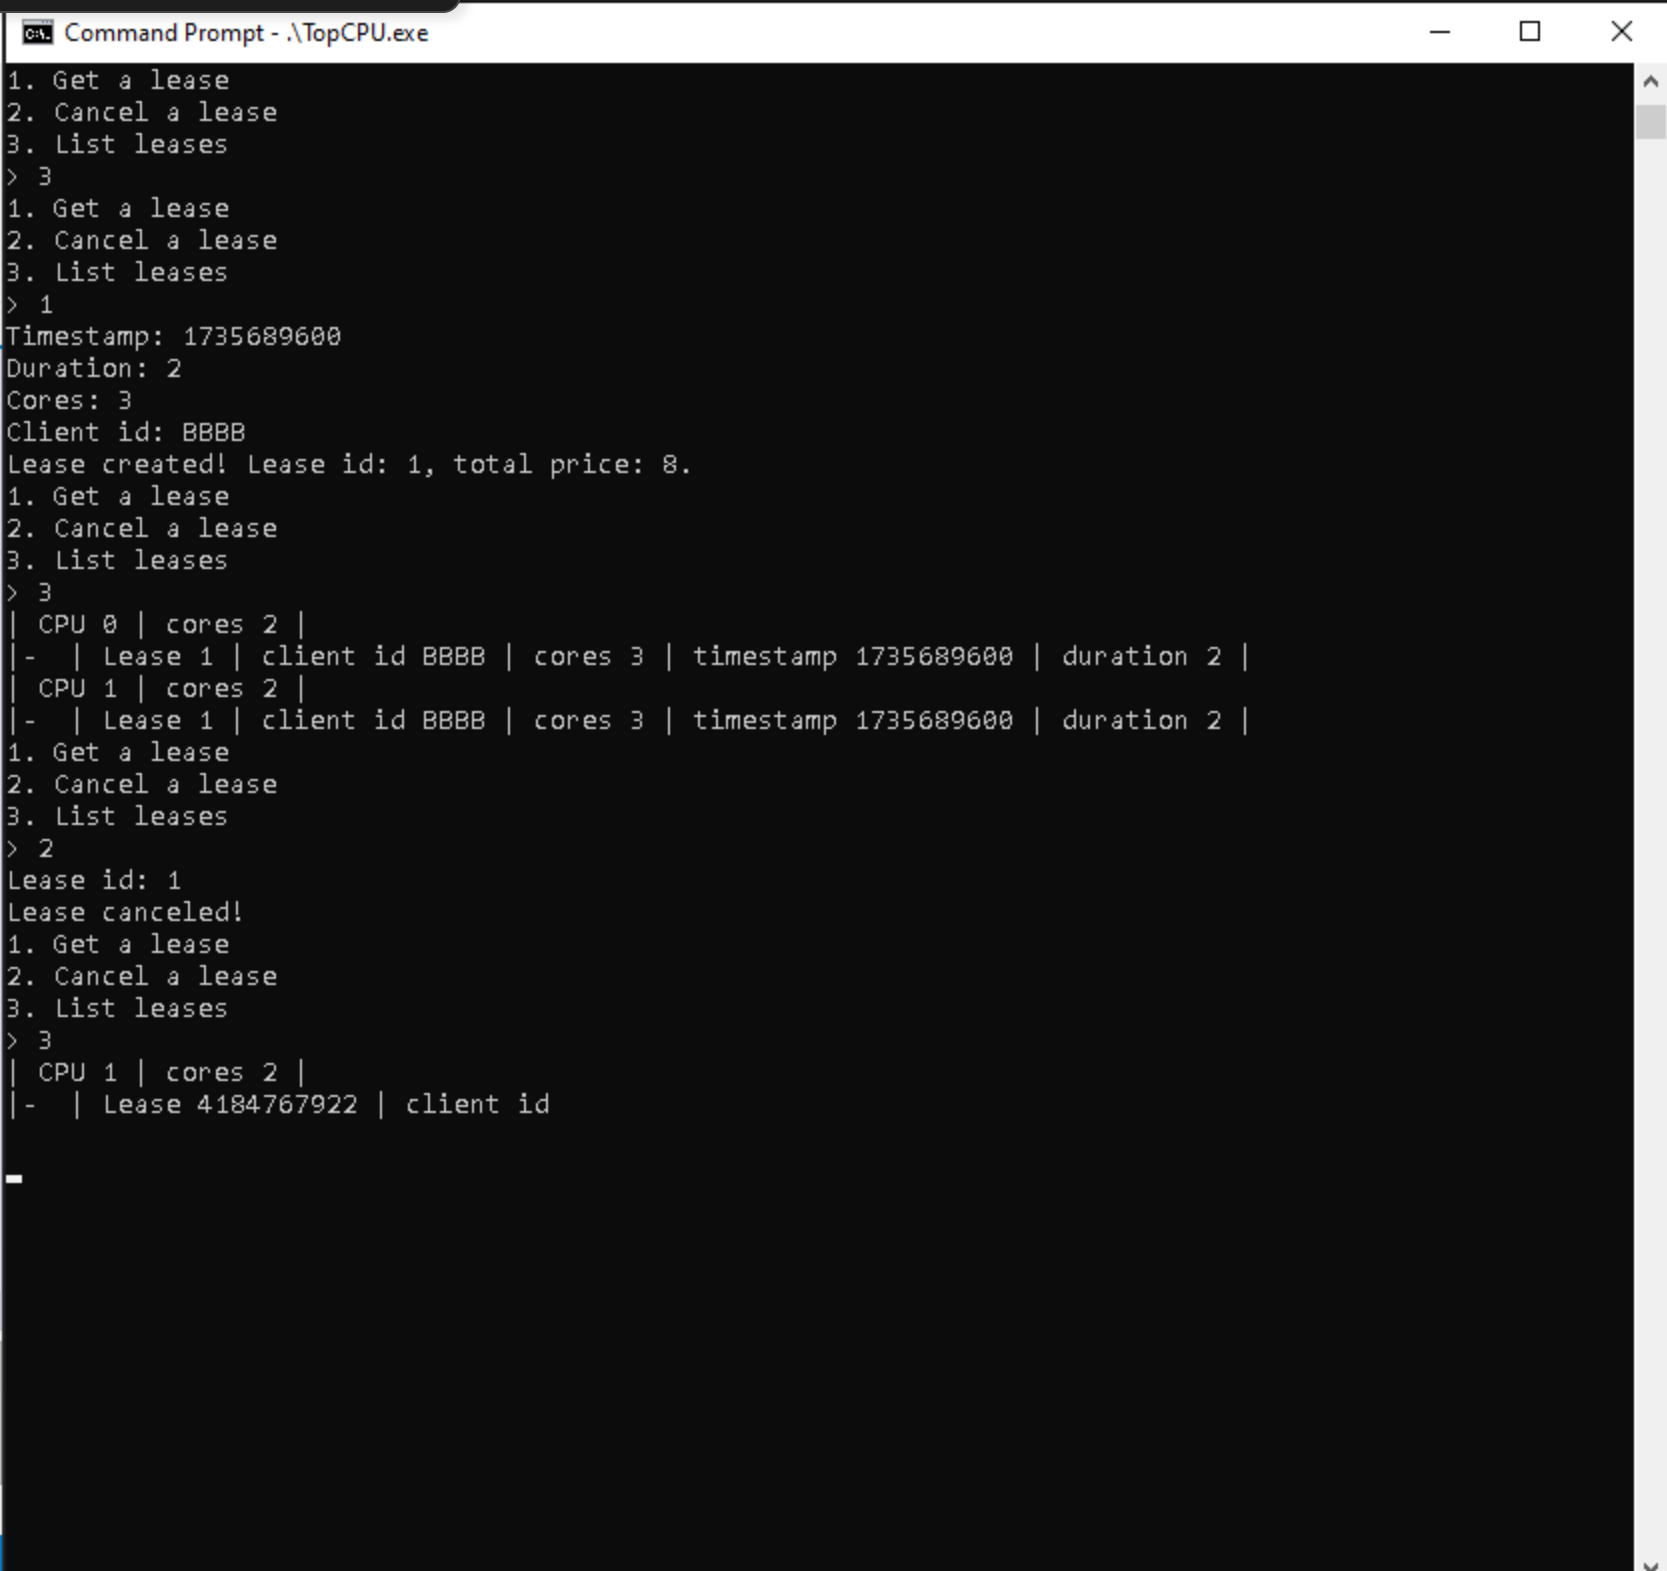 Command Prompt - .\TopCPU.exe
1. Get a lease
2. Cancel a lease
3. List leases
> 3
1. Get a lease
2. Cancel a lease
3. List leases
> 1
Timestamp: 1735689600
Duration: 2
Cores: 3
Client id: BBBB
Lease created! Lease id: 1, total price: 8.
1. Get a lease
2. Cancel a lease
3. List leases
> 3
| CPU 0 | cores 2 |
|-  | Lease 1 | client id BBBB | cores 3 | timestamp 1735689600 | duration 2 |
| CPU 1 | cores 2 |
|-  | Lease 1 | client id BBBB | cores 3 | timestamp 1735689600 | duration 2 |
1. Get a lease
2. Cancel a lease
3. List leases
> 2
Lease id: 1
Lease canceled!
1. Get a lease
2. Cancel a lease
3. List leases
> 3
| CPU 1 | cores 2 |
|-  | Lease 4184767922 | client id